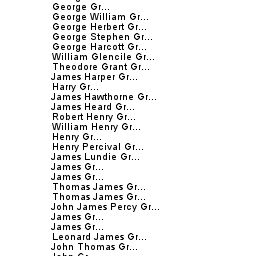 George Gr...
George William Gr...
George Herbert Gr...
George Stephen Gr...
George Harcott Gr...
William Glencile Gr...
Theodore Grant Gr...
James Harper Gr...
Harry Gr...
James Hawthorne Gr...
James Heard Gr...
Robert Henry Gr...
William Henry Gr...
Henry Gr...
Henry Percival Gr...
James Lundie Gr...
James Gr...
James Gr...
Thomas James Gr...
Thomas James Gr...
John James Percy Gr...
James Gr...
James Gr...
Leonard James Gr...
John Thomas Gr...